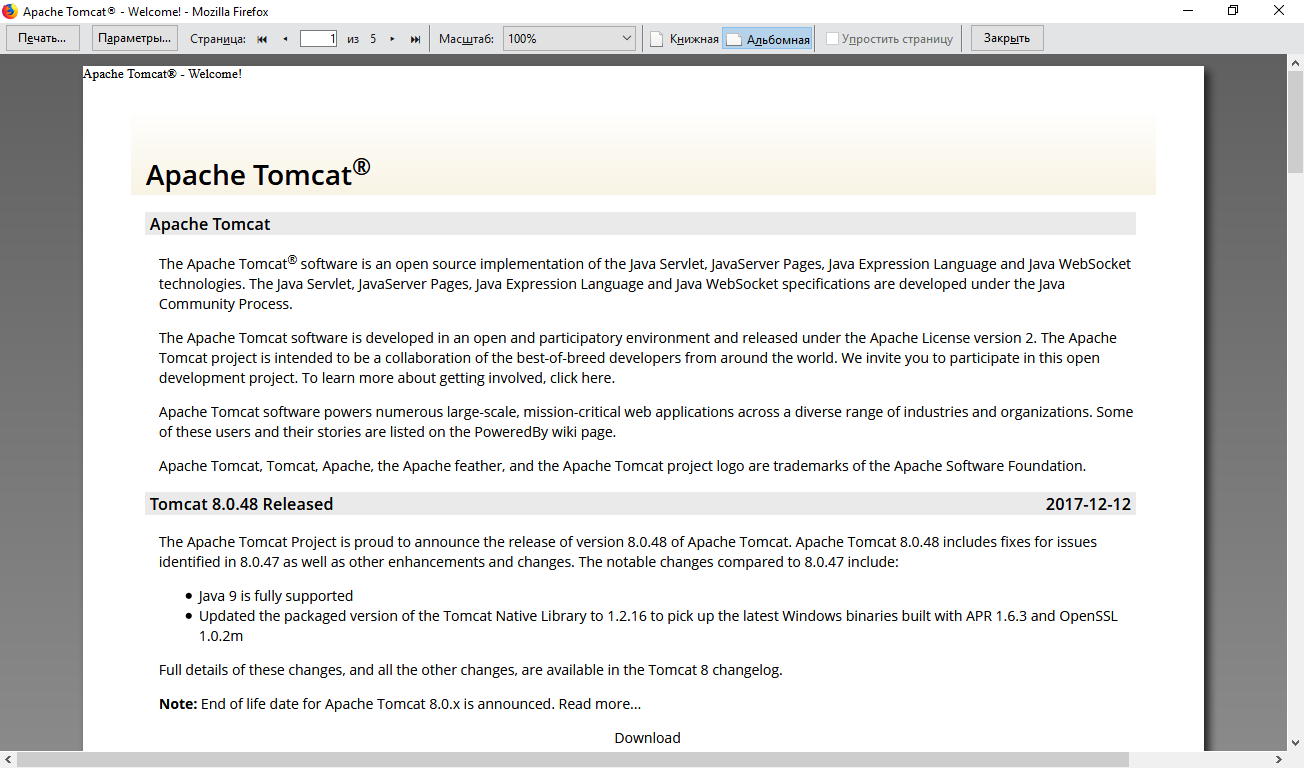 Apache Tomcat® - Welcome! - Mozilla Firefox
Печать... Параметры... Страница: 1 из 5 Масштаб: 100% Книжная Альбомная Упростить страницу Закрыть
Apache Tomcat® - Welcome!
Apache Tomcat®
Apache Tomcat
The Apache Tomcat® software is an open source implementation of the Java Servlet, JavaServer Pages, Java Expression Language and Java WebSocket
technologies. The Java Servlet, JavaServer Pages, Java Expression Language and Java WebSocket specifications are developed under the Java
Community Process.
The Apache Tomcat software is developed in an open and participatory environment and released under the Apache License version 2. The Apache
Tomcat project is intended to be a collaboration of the best-of-breed developers from around the world. We invite you to participate in this open
development project. To learn more about getting involved, click here.
Apache Tomcat software powers numerous large-scale, mission-critical web applications across a diverse range of industries and organizations. Some
of these users and their stories are listed on the PoweredBy wiki page.
Apache Tomcat, Tomcat, Apache, the Apache feather, and the Apache Tomcat project logo are trademarks of the Apache Software Foundation.
Tomcat 8.0.48 Released 2017-12-12
The Apache Tomcat Project is proud to announce the release of version 8.0.48 of Apache Tomcat. Apache Tomcat 8.0.48 includes fixes for issues
identified in 8.0.47 as well as other enhancements and changes. The notable changes compared to 8.0.47 include:
• Java 9 is fully supported
• Updated the packaged version of the Tomcat Native Library to 1.2.16 to pick up the latest Windows binaries built with APR 1.6.3 and OpenSSL
1.0.2m
Full details of these changes, and all the other changes, are available in the Tomcat 8 changelog.
Note: End of life date for Apache Tomcat 8.0.x is announced. Read more...
Download